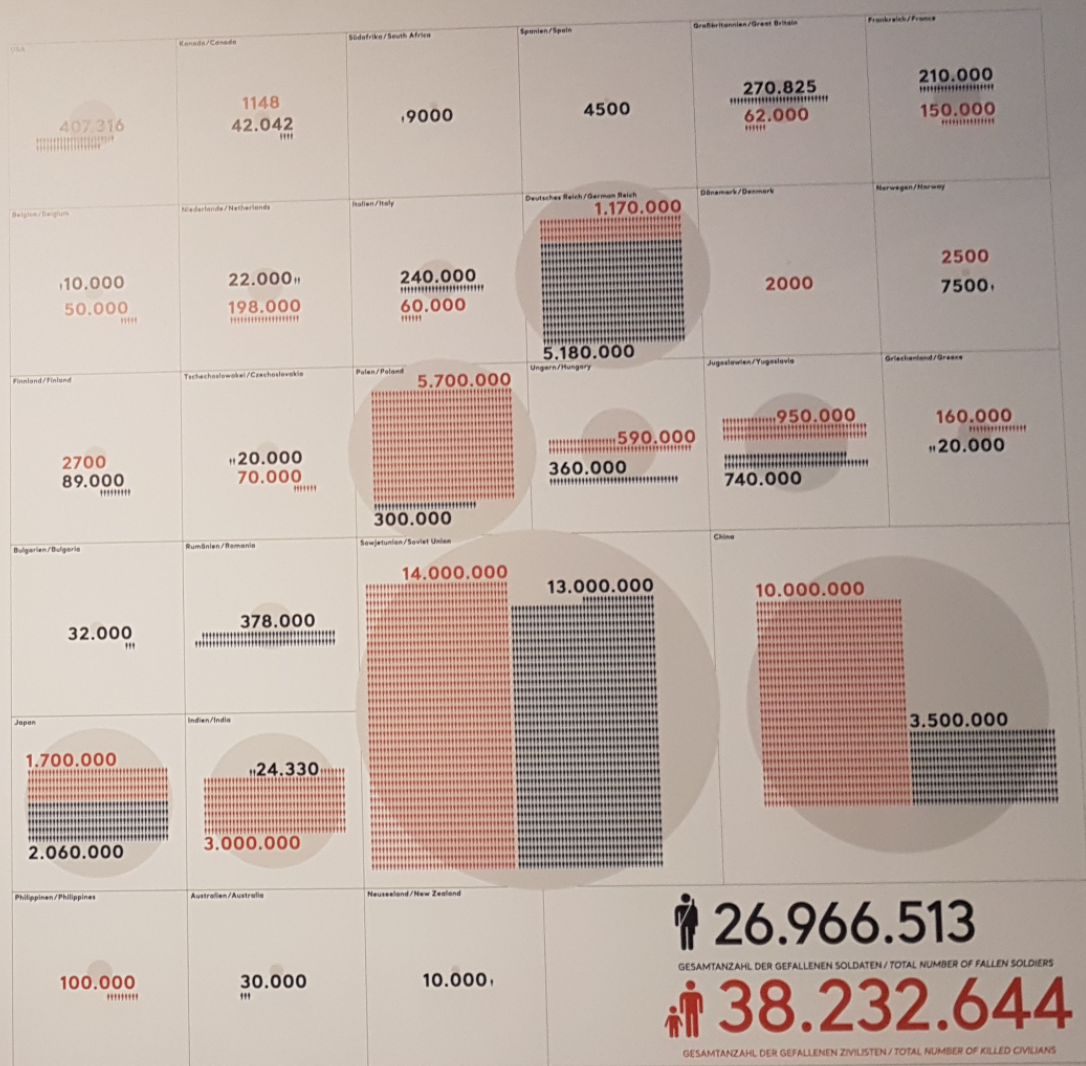 USA
407.316
Kanada/Canada
1148
42.042
Südafrika/South Africa
9000
Spanien/Spain
4500
Großbritannien/Great Britain
270.825
62.000
Frankreich/France
210.000
150.000
Belgien/Belgium
10.000
50.000
Niederlande/Netherlands
22.000
198.000
Italien/Italy
240.000
60.000
Deutsches Reich/German Reich
1.170.000
5.180.000
Dänemark/Denmark
2000
Norwegen/Norway
2500
7500
Finnland/Finland
2700
89.000
Tschechoslowakei/Czechoslovakia
20.000
70.000
Polen/Poland
5.700.000
300.000
Ungarn/Hungary
590.000
360.000
Jugoslawien/Yugoslavia
950.000
740.000
Griechenland/Greece
160.000
20.000
Bulgarien/Bulgaria
32.000
Rumänien/Romania
378.000
Sowjetunion/Soviet Union
14.000.000
13.000.000
China
10.000.000
3.500.000
Japan
1.700.000
2.060.000
Indien/India
24.330
3.000.000
Philippinen/Philippines
100.000
Australien/Australia
30.000
Neuseeland/New Zealand
10.000
26.966.513
GESAMTANZAHL DER GEFALLENEN SOLDATEN / TOTAL NUMBER OF FALLEN SOLDIERS
38.232.644
GESAMTANZAHL DER GEFALLENEN ZIVILISTEN / TOTAL NUMBER OF KILLED CIVILIANS